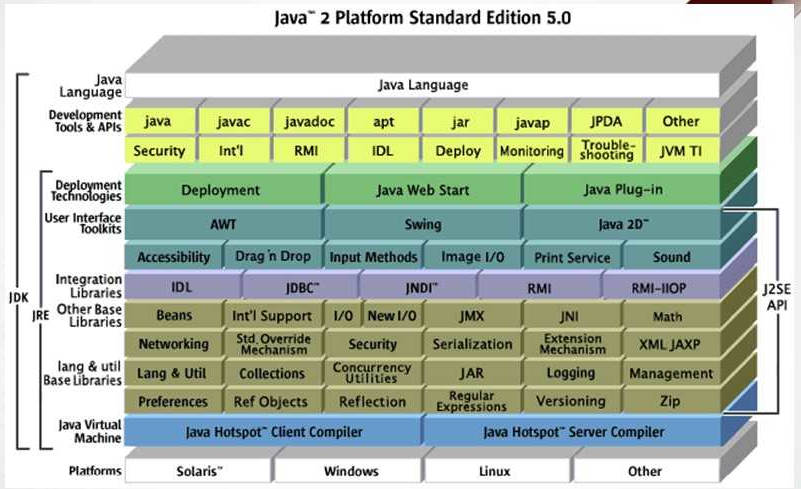 Java™ 2 Platform Standard Edition 5.0
Java
Language
Java Language
Development
Tools & APIs
java javac javadoc apt jar javap JPDA Other
Security Int'l RMI IDL Deploy Monitoring Trouble-
shooting JVM TI
Deployment
Technologies
Deployment Java Web Start Java Plug-in
User Interface
Toolkits
AWT Swing Java 2D™
Accessibility Drag'n Drop Input Methods Image I/O Print Service Sound
Integration
Libraries
IDL JDBC™ JNDI™ RMI RMI-IIOP
Other Base
Libraries
Beans Int'l Support I/O New I/O JMX JNI Math
Networking Std. Override
Mechanism Security Serialization Extension
Mechanism XML JAXP
lang & util
Base Libraries
Lang & Util Collections Concurrency
Utilities JAR Logging Management
Preferences Ref Objects Reflection Regular
Expressions Versioning Zip
Java Virtual
Machine
Java Hotspot™ Client Compiler Java Hotspot™ Server Compiler
Platforms
Solaris™ Windows Linux Other
JDK
JRE
J2SE
API